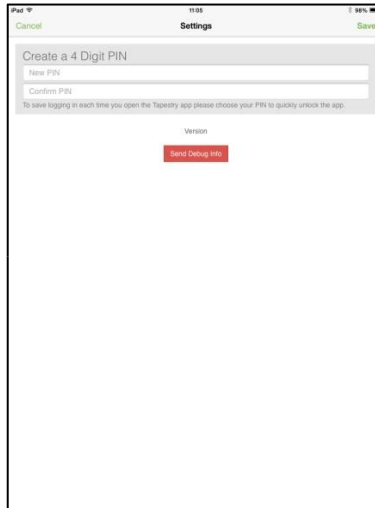 iPad 11:05 98%
Cancel Settings Save
Create a 4 Digit PIN
New PIN
Confirm PIN
To save logging in each time you open the Tapestry app please choose your PIN to quickly unlock the app.
Version
Send Debug Info